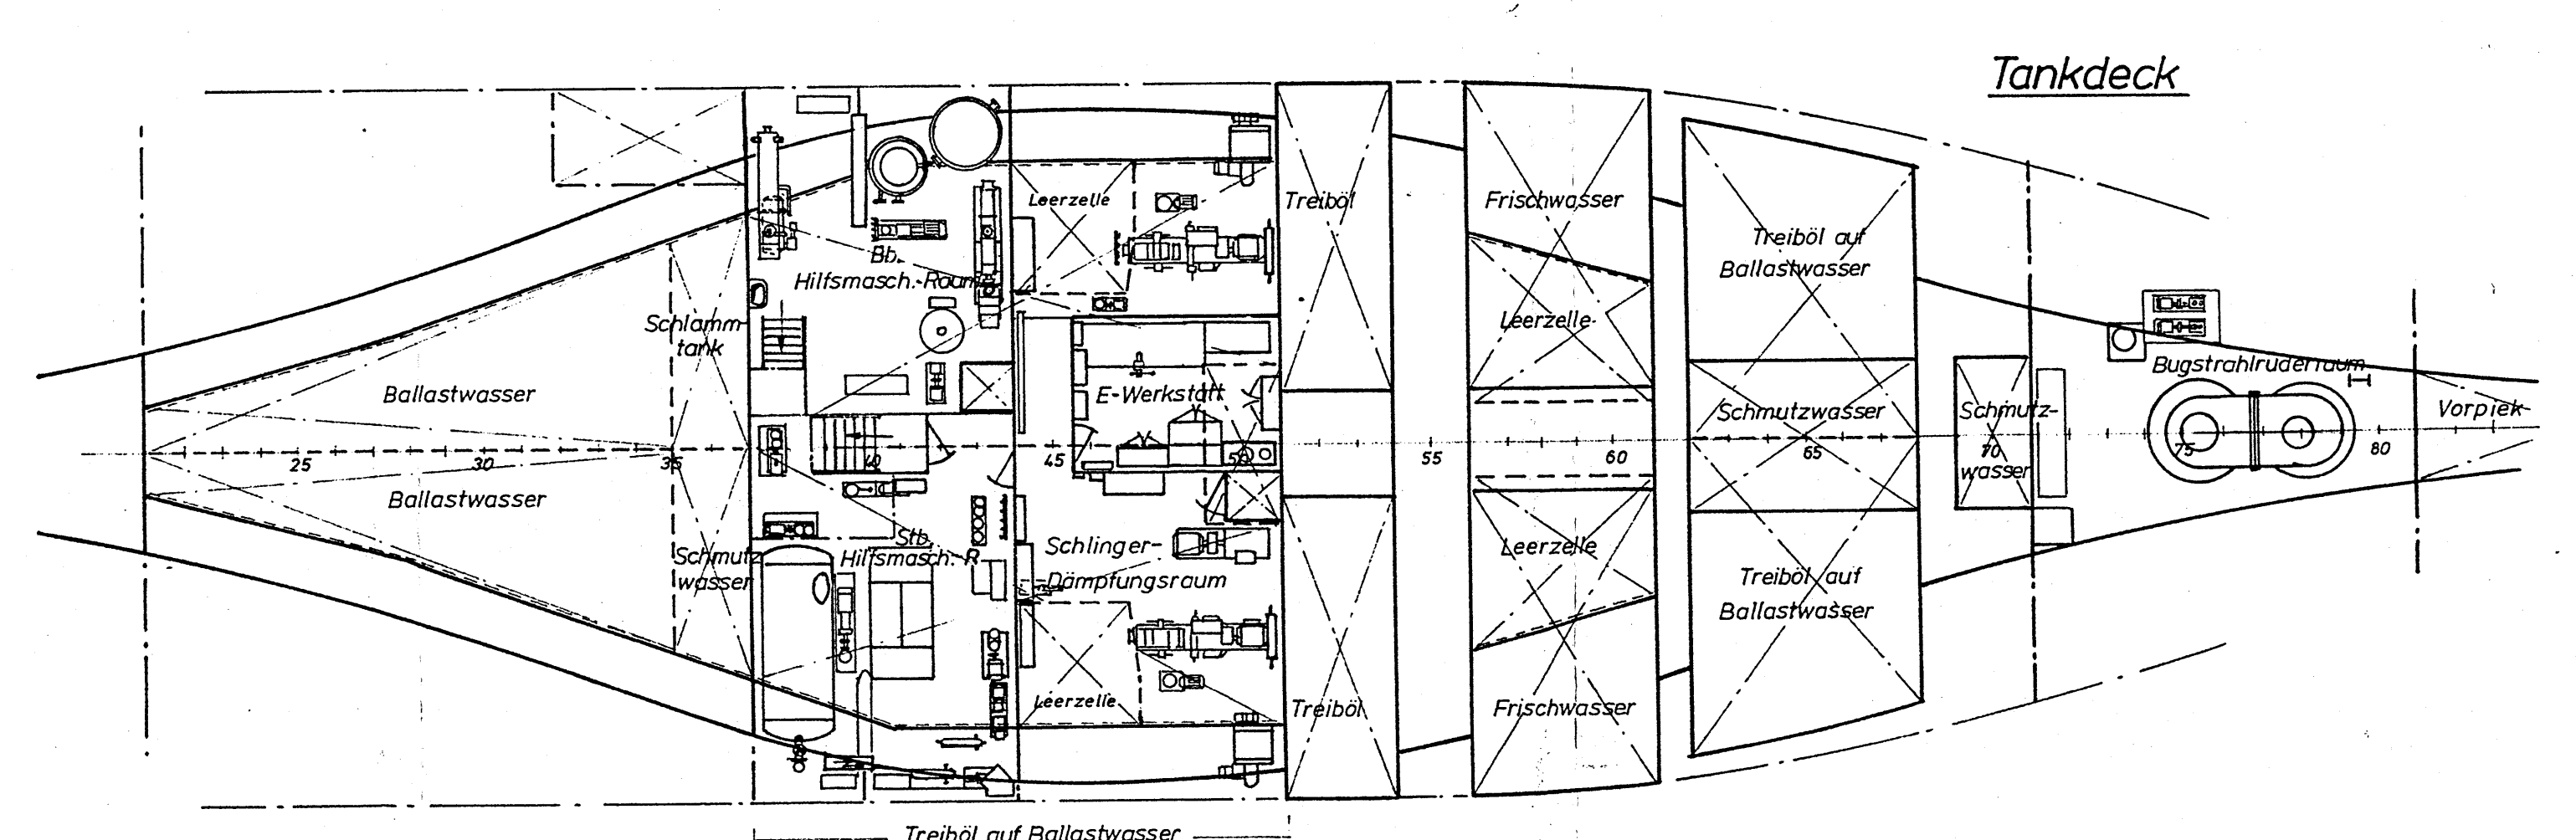 Tankdeck
Leerzelle
Treiböl
Frischwasser
Treiböl auf
Ballastwasser
Bb.
Hilfsmasch.-Raum
Schlamm-
tank
Leerzelle
Bugstrahlruderraum
Ballastwasser
E-Werkstatt
Schmutzwasser
Schmutz-
wasser
Vorpiek
25 30 35 40 45 50 55 60 65 70 75 80
Ballastwasser
Schmutz
wasser
Stb.
Hilfsmasch.-R
Schlinger-
Dämpfungsraum
Leerzelle
Treiböl auf
Ballastwasser
Leerzelle
Treiböl
Frischwasser
Treiböl auf Ballastwasser